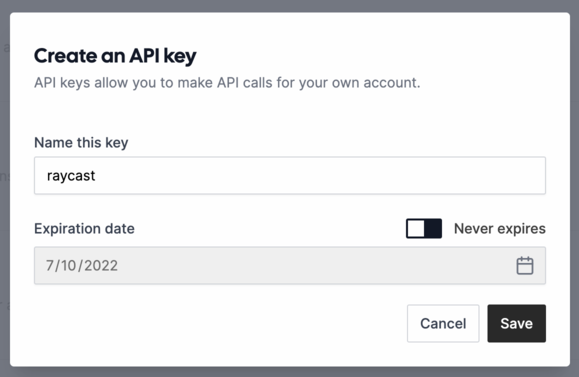 Create an API key
API keys allow you to make API calls for your own account.
Name this key
raycast
Expiration date
Never expires
7/10/2022
Cancel
Save